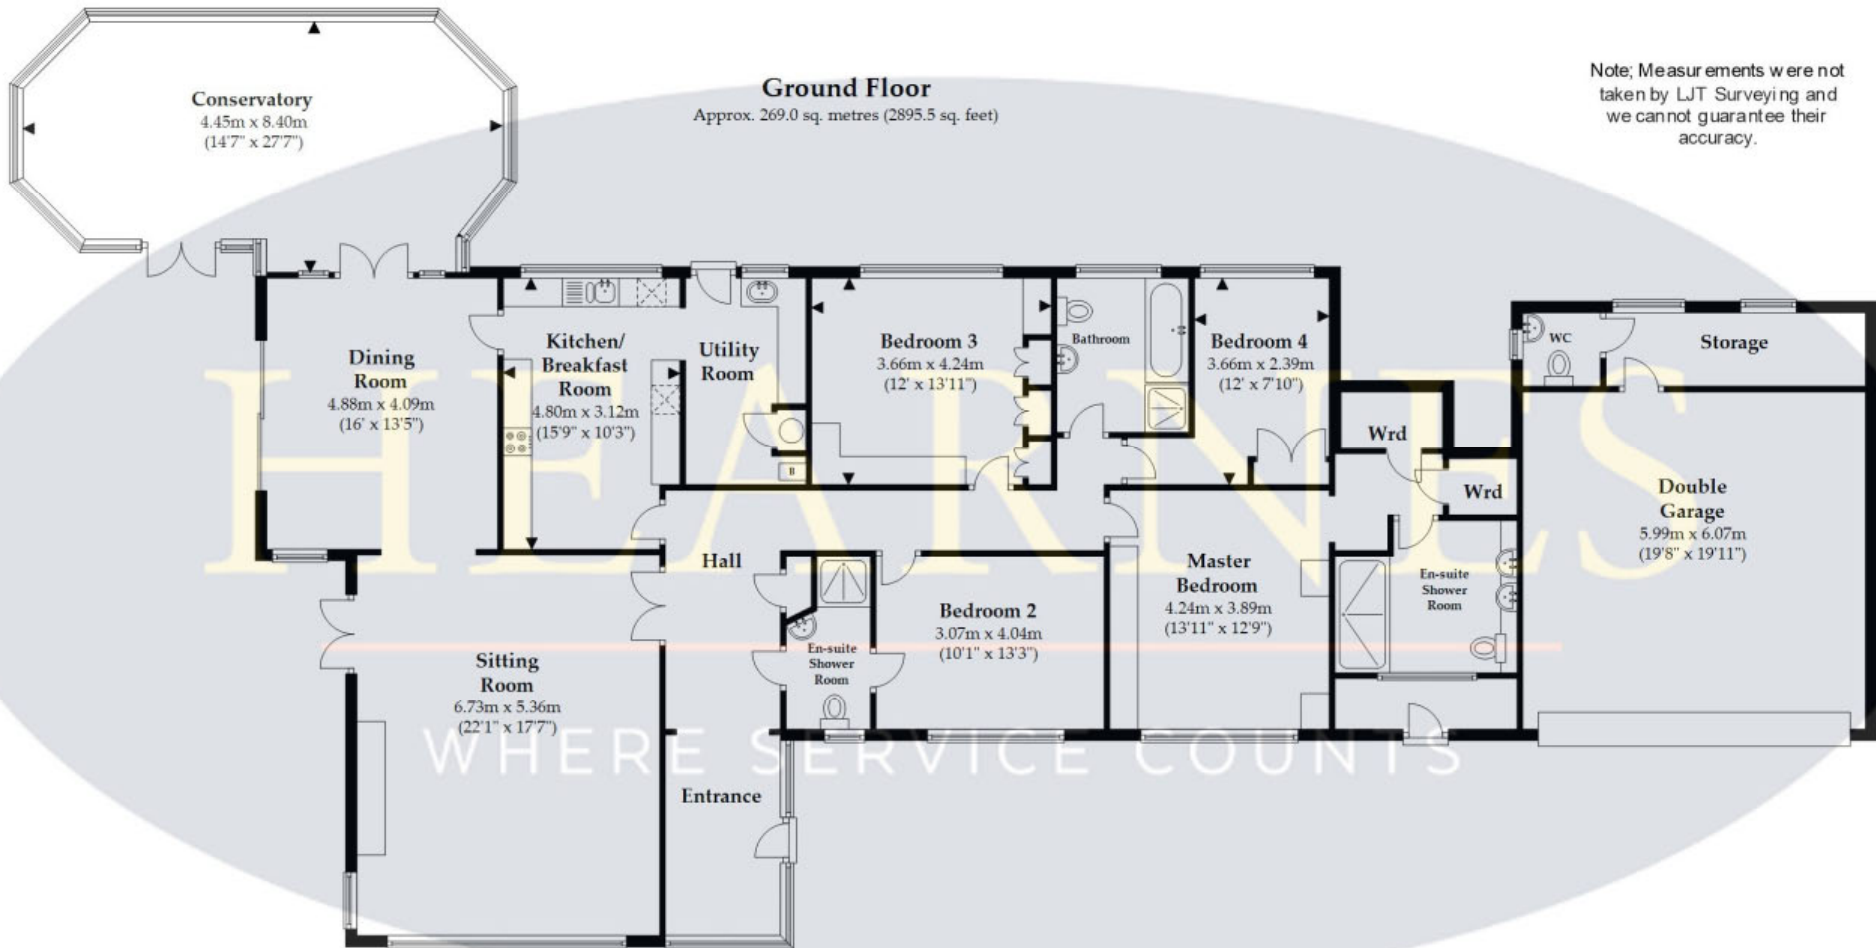 Ground Floor
Approx. 269.0 sq. metres (2895.5 sq. feet)
Note; Measurements were not
taken by LJT Surveying and
we cannot guarantee their
accuracy.
Conservatory
4.45m x 8.40m
(14'7" x 27'7")
Dining
Room
4.88m x 4.09m
(16' x 13'5")
Kitchen/
Breakfast
Room
4.80m x 3.12m
(15'9" x 10'3")
Utility
Room
B
Bedroom 3
3.66m x 4.24m
(12' x 13'11")
Bathroom
Bedroom 4
3.66m x 2.39m
(12' x 7'10")
WC
Storage
Wrd
Wrd
Double
Garage
5.99m x 6.07m
(19'8" x 19'11")
HEARNES
Hall
Master
Bedroom
4.24m x 3.89m
(13'11" x 12'9")
En-suite
Shower
Room
Bedroom 2
3.07m x 4.04m
(10'1" x 13'3")
En-suite
Shower
Room
Sitting
Room
6.73m x 5.36m
(22'1" x 17'7")
WHERE SERVICE COUNTS
Entrance